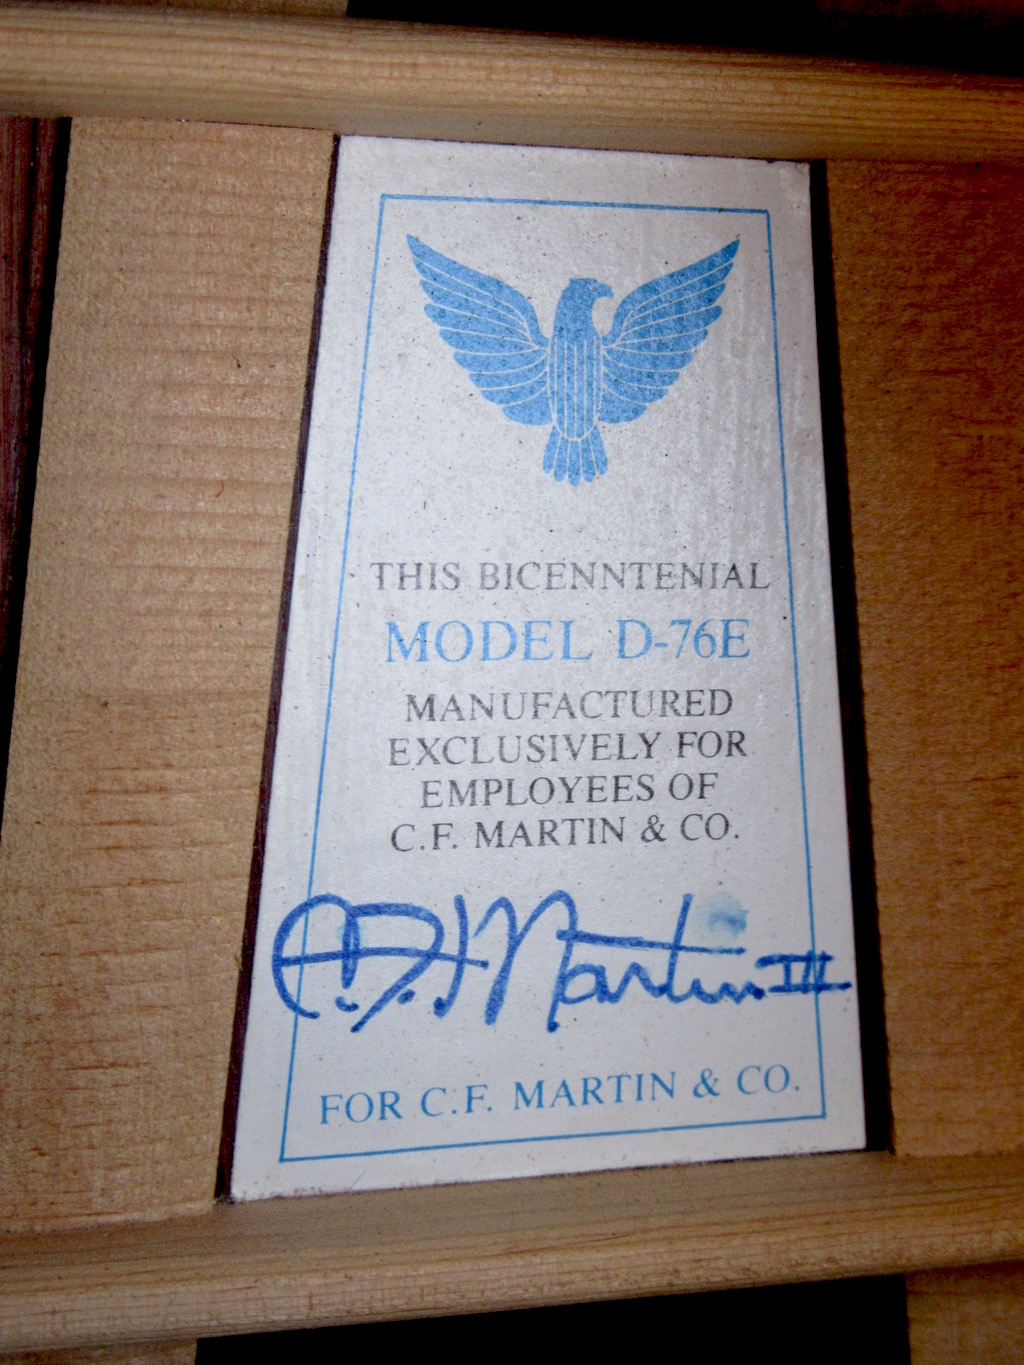 THIS BICENNTENIAL
MODEL D-76E
MANUFACTURED
EXCLUSIVELY FOR
EMPLOYEES OF
C.F. MARTIN & CO.
C.F. Martin III
FOR C.F. MARTIN & CO.